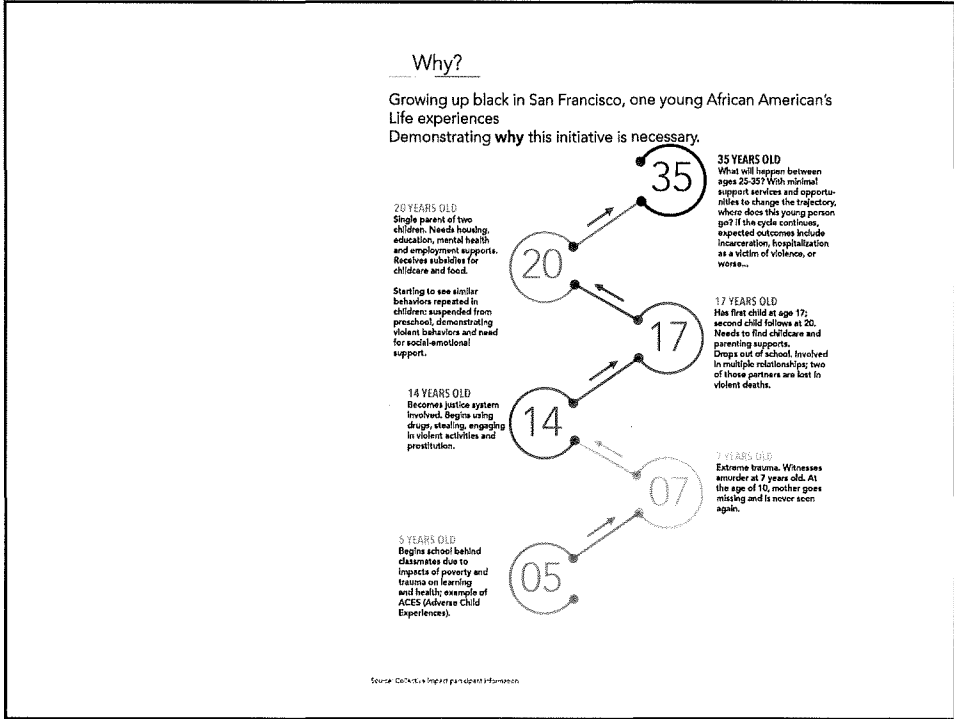 Why?
Growing up black in San Francisco, one young African American's
Life experiences
Demonstrating why this initiative is necessary.
35
35 YEARS OLD
What will happen between
ages 25-35? With minimal
support services and opportu-
nities to change the trajectory,
where does this young person
go? If the cycle continues,
expected outcomes include
incarceration, hospitalization
as a victim of violence, or
worse...
20 YEARS OLD
Single parent of two
children. Needs housing,
education, mental health
and employment supports.
Receives subsidies for
childcare and food.
Starting to see similar
behaviors repeated in
children: suspended from
preschool, demonstrating
violent behaviors and need
for social-emotional
support.
20
17
17 YEARS OLD
Has first child at age 17;
second child follows at 20.
Needs to find childcare and
parenting supports.
Drops out of school. Involved
in multiple relationships; two
of those partners are lost in
violent deaths.
14 YEARS OLD
Becomes justice system
involved. Begins using
drugs, stealing, engaging
in violent activities and
prostitution.
14
07
7 YEARS OLD
Extreme trauma. Witnesses
amurder at 7 years old. At
the age of 10, mother goes
missing and is never seen
again.
5 YEARS OLD
Begins school behind
classmates due to
impacts of poverty and
trauma on learning
and health; example of
ACES (Adverse Child
Experiences).
05
Source: Collective Impact participant information